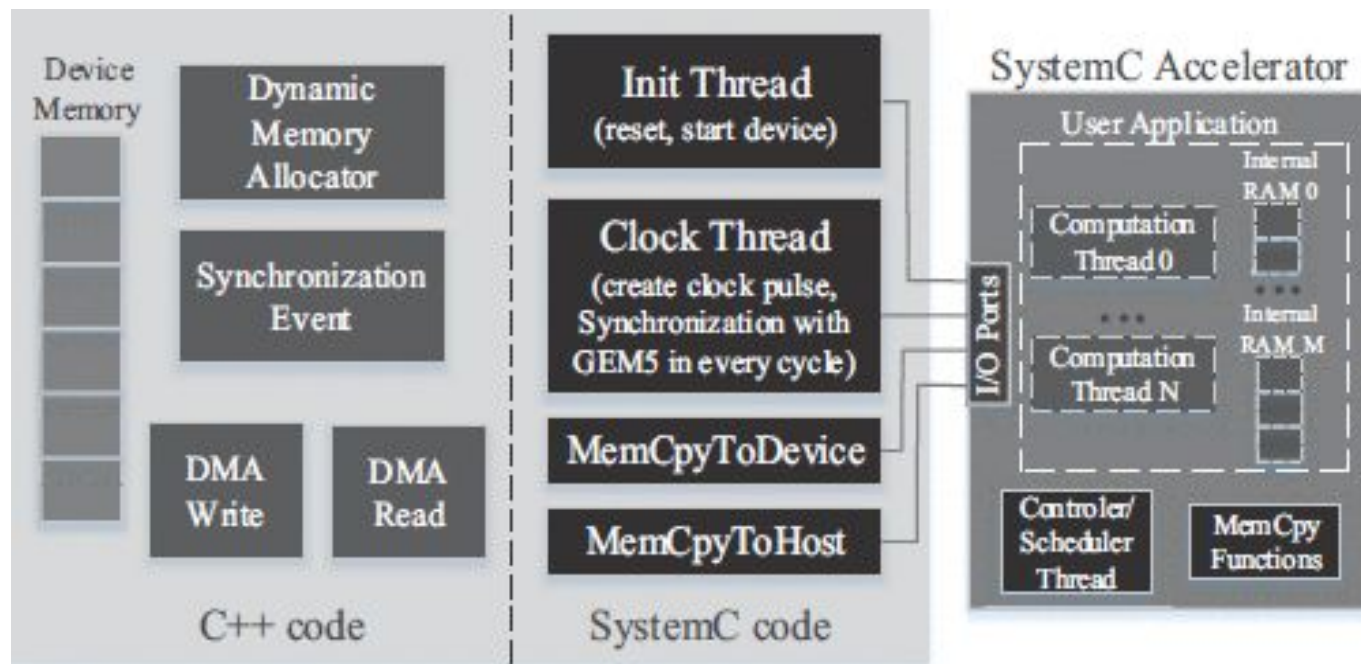 Device
Memory
Dynamic
Memory
Allocator
Synchronization
Event
DMA
Write
DMA
Read
C++ code
Init Thread
(reset, start device)
Clock Thread
(create clock pulse,
Synchronization with
GEM5 in every cycle)
MemCpyToDevice
MemCpyToHost
SystemC code
SystemC Accelerator
I/O Ports
User Application
Computation
Thread 0
Computation
Thread N
Internal
RAM 0
Internal
RAM M
Controler/
Scheduler
Thread
MemCpy
Functions